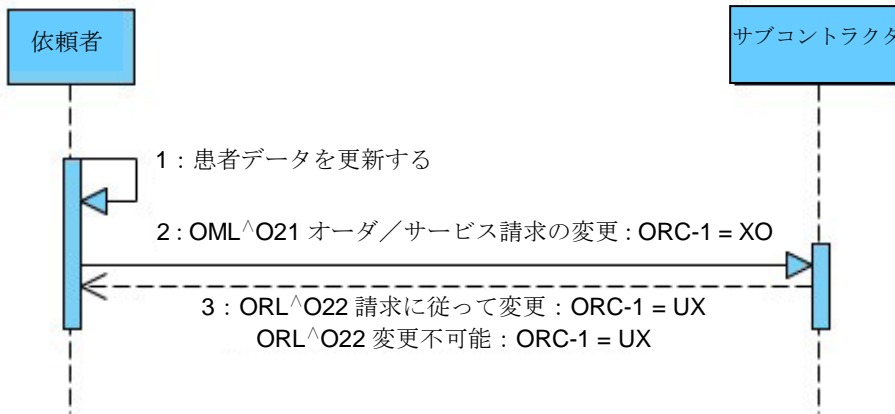 依頼者
サブコントラクタ
1：患者データを更新する
2 : OML^O21 オーダ／サービス請求の変更 : ORC-1 = XO
3：ORL^O22 請求に従って変更：ORC-1 = UX
ORL^O22 変更不可能：ORC-1 = UX